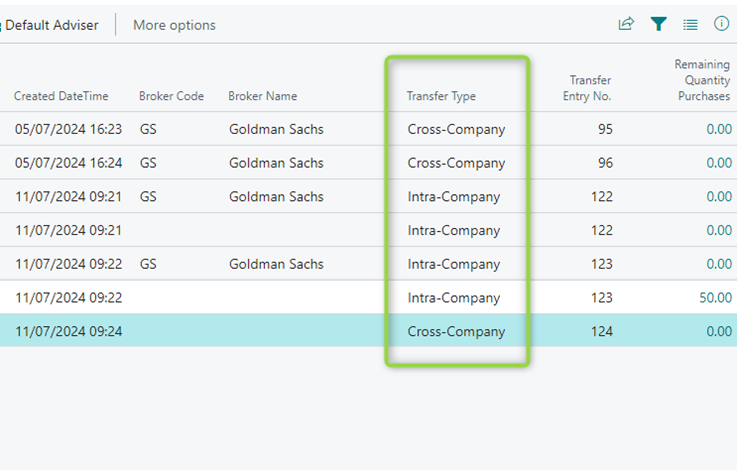 Default Adviser More options
Remaining
Transfer Quantity
Created DateTime Broker Code Broker Name Transfer Type Entry No. Purchases
05/07/2024 16:23 GS Goldman Sachs Cross-Company 95 0.00
05/07/2024 16:24 GS Goldman Sachs Cross-Company 96 0.00
11/07/2024 09:21 GS Goldman Sachs Intra-Company 122 0.00
11/07/2024 09:21 Intra-Company 122 0.00
11/07/2024 09:22 GS Goldman Sachs Intra-Company 123 0.00
11/07/2024 09:22 Intra-Company 123 50.00
11/07/2024 09:24 Cross-Company 124 0.00